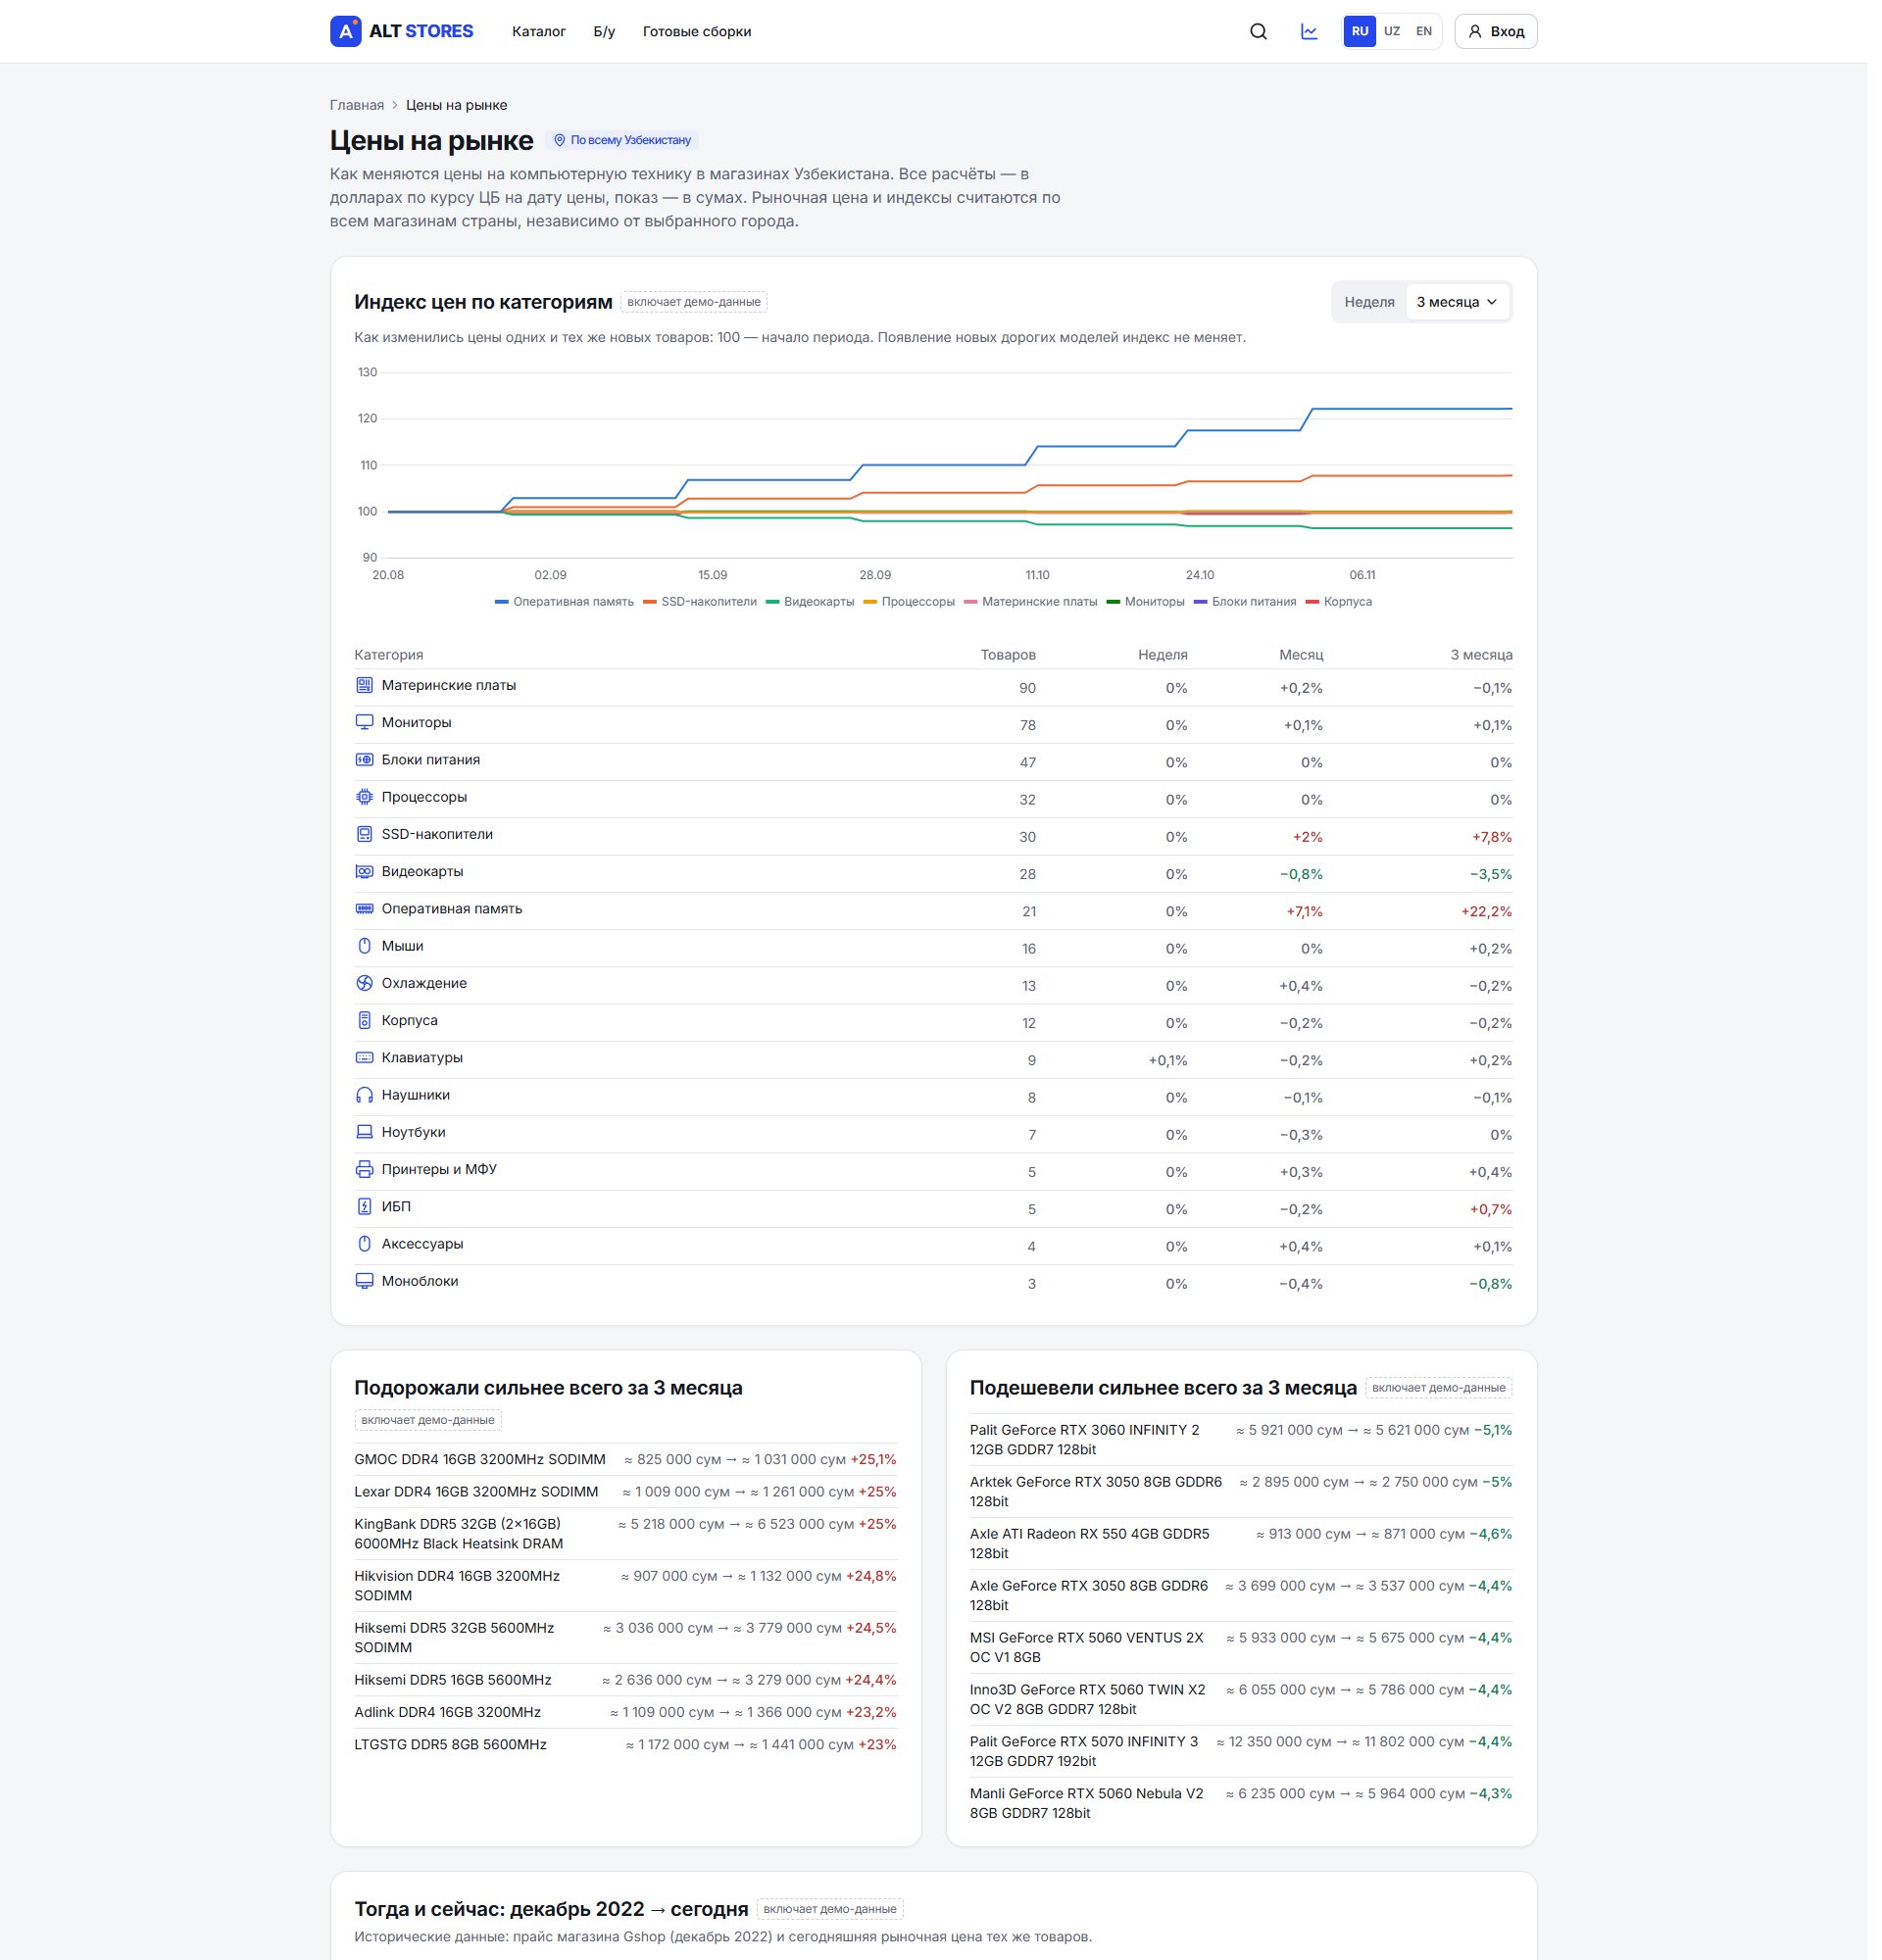 ALT STORES
Каталог
Б/у
Готовые сборки
RU
UZ
EN
Вход
Главная > Цены на рынке
Цены на рынке
По всему Узбекистану
Как меняются цены на компьютерную технику в магазинах Узбекистана. Все расчёты — в
долларах по курсу ЦБ на дату цены, показ — в сумах. Рыночная цена и индексы считаются по
всем магазинам страны, независимо от выбранного города.
Индекс цен по категориям
включает демо-данные
Неделя
3 месяца
Как изменились цены одних и тех же новых товаров: 100 — начало периода. Появление новых дорогих моделей индекс не меняет.
130
120
110
100
90
20.08 02.09 15.09 28.09 11.10 24.10 06.11
Оперативная память SSD-накопители Видеокарты Процессоры Материнские платы Мониторы Блоки питания Корпуса
Категория Товаров Неделя Месяц 3 месяца
Материнские платы 90 0% +0,2% −0,1%
Мониторы 78 0% +0,1% +0,1%
Блоки питания 47 0% 0% 0%
Процессоры 32 0% 0% 0%
SSD-накопители 30 0% +2% +7,8%
Видеокарты 28 0% −0,8% −3,5%
Оперативная память 21 0% +7,1% +22,2%
Мыши 16 0% 0% +0,2%
Охлаждение 13 0% +0,4% −0,2%
Корпуса 12 0% −0,2% −0,2%
Клавиатуры 9 +0,1% −0,2% +0,2%
Наушники 8 0% −0,1% −0,1%
Ноутбуки 7 0% −0,3% 0%
Принтеры и МФУ 5 0% +0,3% +0,4%
ИБП 5 0% −0,2% +0,7%
Аксессуары 4 0% +0,4% +0,1%
Моноблоки 3 0% −0,4% −0,8%
Подорожали сильнее всего за 3 месяца
включает демо-данные
GMOC DDR4 16GB 3200MHz SODIMM ≈ 825 000 сум → ≈ 1 031 000 сум +25,1%
Lexar DDR4 16GB 3200MHz SODIMM ≈ 1 009 000 сум → ≈ 1 261 000 сум +25%
KingBank DDR5 32GB (2×16GB) ≈ 5 218 000 сум → ≈ 6 523 000 сум +25%
6000MHz Black Heatsink DRAM
Hikvision DDR4 16GB 3200MHz ≈ 907 000 сум → ≈ 1 132 000 сум +24,8%
SODIMM
Hiksemi DDR5 32GB 5600MHz ≈ 3 036 000 сум → ≈ 3 779 000 сум +24,5%
SODIMM
Hiksemi DDR5 16GB 5600MHz ≈ 2 636 000 сум → ≈ 3 279 000 сум +24,4%
Adlink DDR4 16GB 3200MHz ≈ 1 109 000 сум → ≈ 1 366 000 сум +23,2%
LTGSTG DDR5 8GB 5600MHz ≈ 1 172 000 сум → ≈ 1 441 000 сум +23%
Подешевели сильнее всего за 3 месяца
включает демо-данные
Palit GeForce RTX 3060 INFINITY 2 ≈ 5 921 000 сум → ≈ 5 621 000 сум −5,1%
12GB GDDR7 128bit
Arktek GeForce RTX 3050 8GB GDDR6 ≈ 2 895 000 сум → ≈ 2 750 000 сум −5%
128bit
Axle ATI Radeon RX 550 4GB GDDR5 ≈ 913 000 сум → ≈ 871 000 сум −4,6%
128bit
Axle GeForce RTX 3050 8GB GDDR6 ≈ 3 699 000 сум → ≈ 3 537 000 сум −4,4%
128bit
MSI GeForce RTX 5060 VENTUS 2X ≈ 5 933 000 сум → ≈ 5 675 000 сум −4,4%
OC V1 8GB
Inno3D GeForce RTX 5060 TWIN X2 ≈ 6 055 000 сум → ≈ 5 786 000 сум −4,4%
OC V2 8GB GDDR7 128bit
Palit GeForce RTX 5070 INFINITY 3 ≈ 12 350 000 сум → ≈ 11 802 000 сум −4,4%
12GB GDDR7 192bit
Manli GeForce RTX 5060 Nebula V2 ≈ 6 235 000 сум → ≈ 5 964 000 сум −4,3%
8GB GDDR7 128bit
Тогда и сейчас: декабрь 2022 → сегодня
включает демо-данные
Исторические данные: прайс магазина Gshop (декабрь 2022) и сегодняшняя рыночная цена тех же товаров.